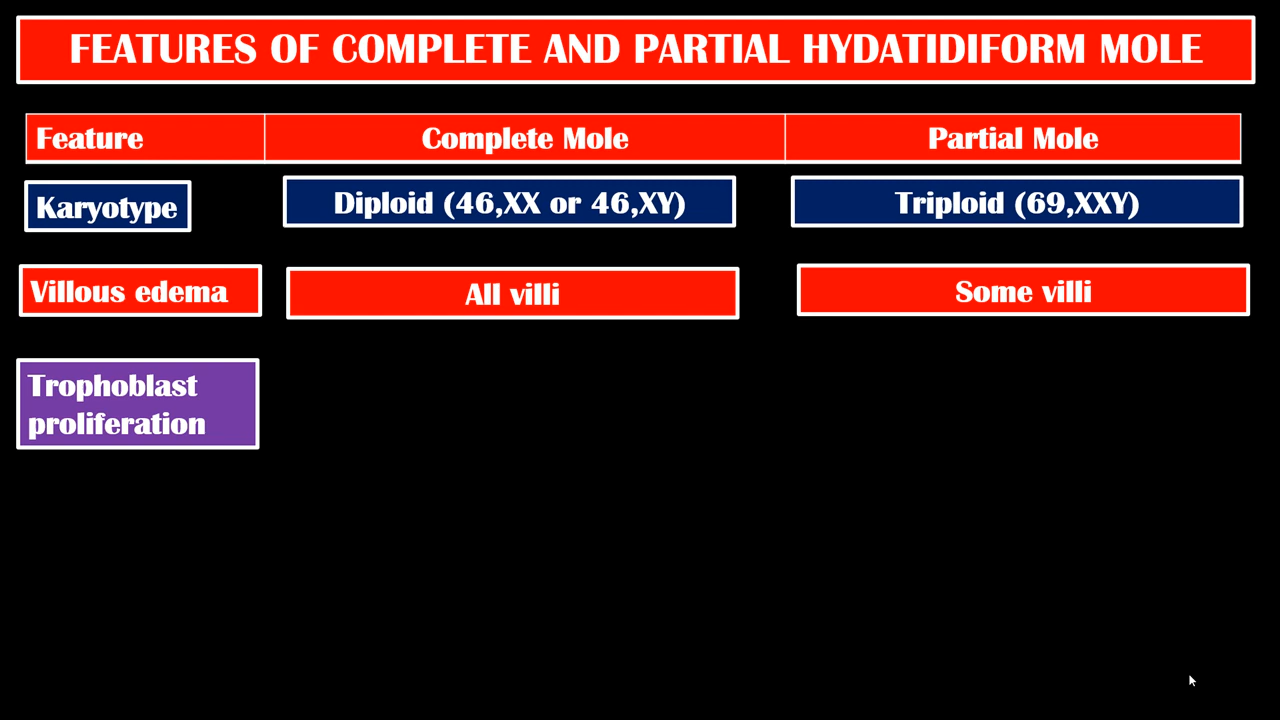 FEATURES OF COMPLETE AND PARTIAL HYDATIDIFORM MOLE
Feature Complete Mole Partial Mole
Karyotype Diploid (46,XX or 46,XY) Triploid (69,XXY)
Villous edema All villi Some villi
Trophoblast
proliferation